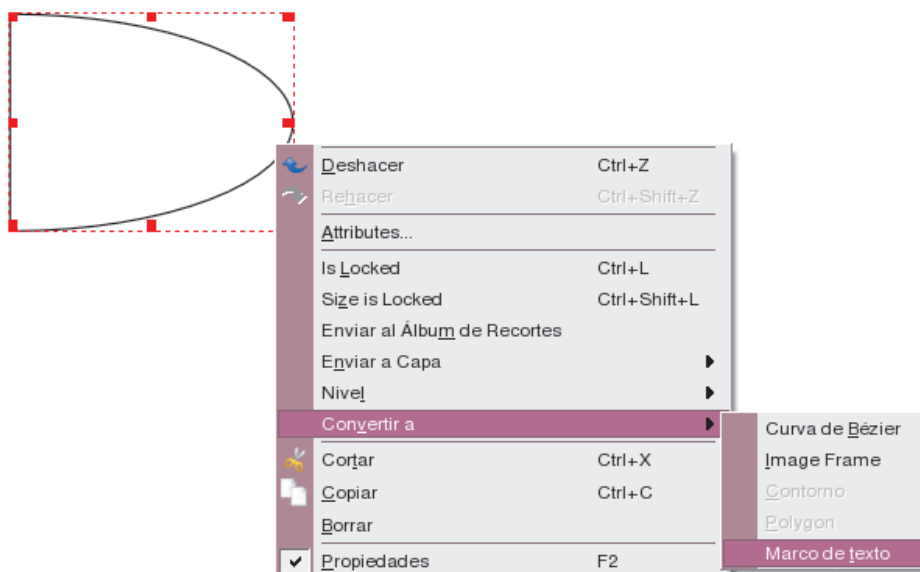 Deshacer Ctrl+Z
Rehacer Ctrl+Shift+Z
Attributes...
Is Locked Ctrl+L
Size is Locked Ctrl+Shift+L
Enviar al Álbum de Recortes
Enviar a Capa
Nivel
Convertir a
Curva de Bézier
Image Frame
Contorno
Polygon
Marco de texto
Cortar Ctrl+X
Copiar Ctrl+C
Borrar
Propiedades F2